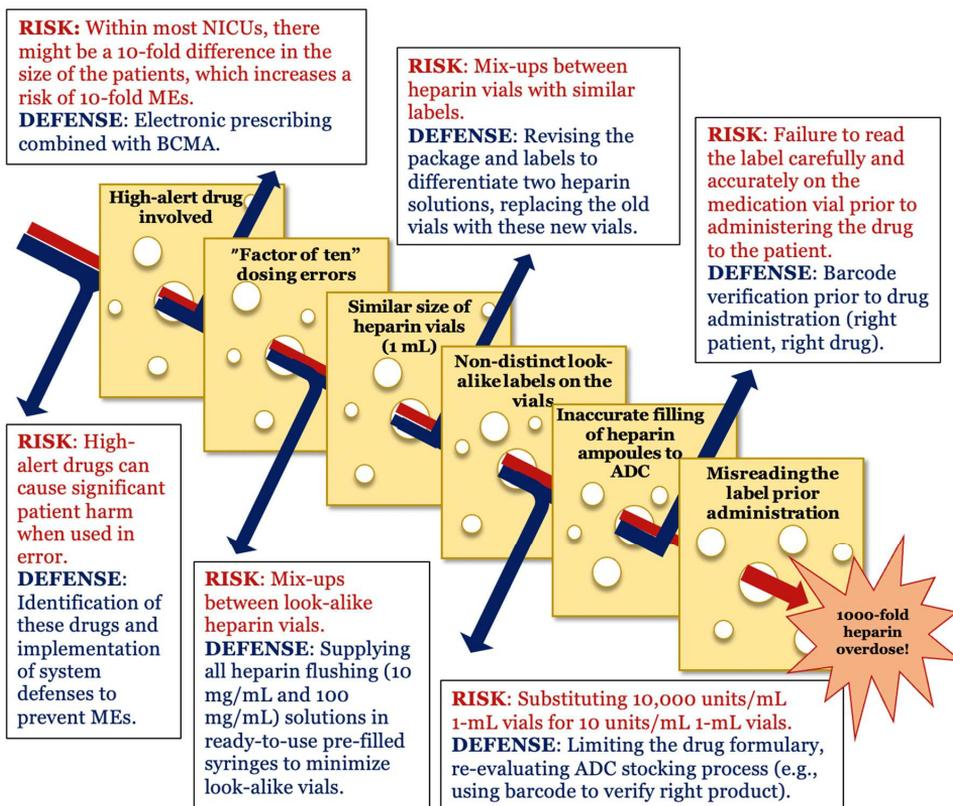 RISK: Within most NICUs, there
might be a 10-fold difference in the
size of the patients, which increases a
risk of 10-fold MEs.
DEFENSE: Electronic prescribing
combined with BCMA.
RISK: Mix-ups between
heparin vials with similar
labels.
DEFENSE: Revising the
package and labels to
differentiate two heparin
solutions, replacing the old
vials with these new vials.
RISK: Failure to read
the label carefully and
accurately on the
medication vial prior to
administering the drug
to the patient.
DEFENSE: Barcode
verification prior to drug
administration (right
patient, right drug).
High-alert drug
involved
"Factor of ten"
dosing errors
Similar size of
heparin vials
(1 mL)
Non-distinct look-
alike labels on the
vials
Inaccurate filling
of heparin
ampoules to
ADC
Misreading the
label prior
administration
1000-fold
heparin
overdose!
RISK: High-
alert drugs can
cause significant
patient harm
when used in
error.
DEFENSE:
Identification of
these drugs and
implementation
of system
defenses to
prevent MEs.
RISK: Mix-ups
between look-alike
heparin vials.
DEFENSE: Supplying
all heparin flushing (10
mg/mL and 100
mg/mL) solutions in
ready-to-use pre-filled
syringes to minimize
look-alike vials.
RISK: Substituting 10,000 units/mL
1-mL vials for 10 units/mL 1-mL vials.
DEFENSE: Limiting the drug formulary,
re-evaluating ADC stocking process (e.g.,
using barcode to verify right product).